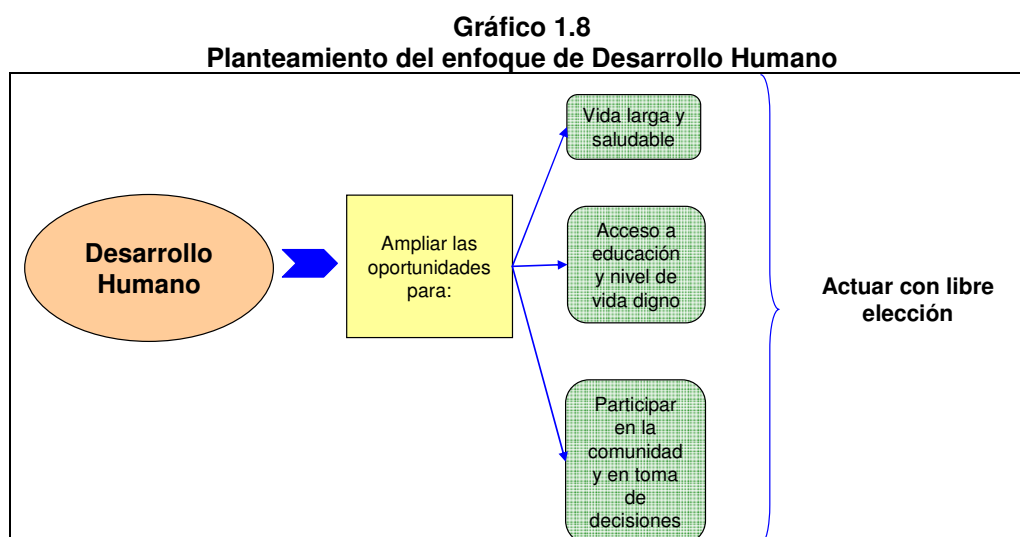 Gráfico 1.8
Planteamiento del enfoque de Desarrollo Humano
Desarrollo
Humano
Ampliar las
oportunidades
para:
Vida larga y
saludable
Acceso a
educación
y nivel de
vida digno
Participar
en la
comunidad
y en toma
de
decisiones
Actuar con libre
elección